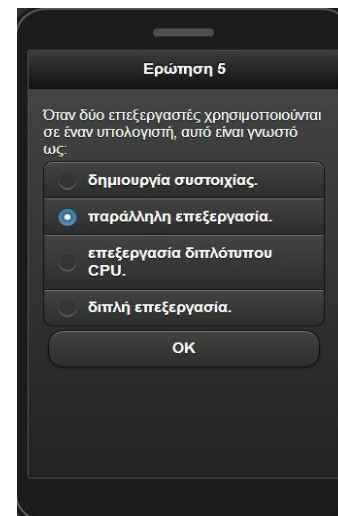 Ερώτηση 5
Όταν δύο επεξεργαστές χρησιμοποιούνται
σε έναν υπολογιστή, αυτό είναι γνωστό
ως:
δημιουργία συστοιχίας.
παράλληλη επεξεργασία.
επεξεργασία διπλότυπου
CPU.
διπλή επεξεργασία.
OK